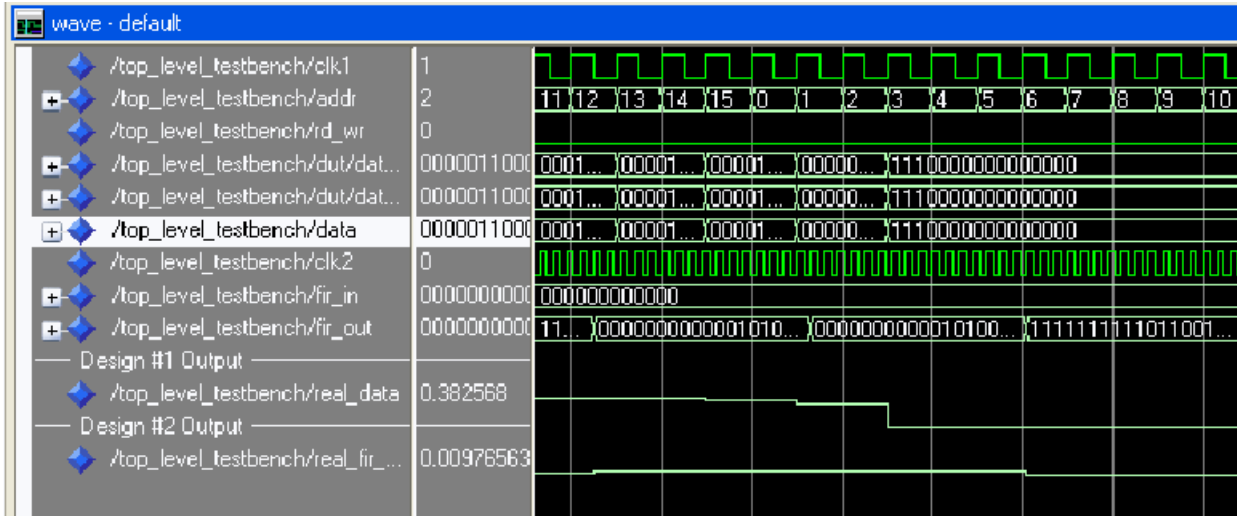 wave - default
/top_level_testbench/clk1 1
/top_level_testbench/addr 2 11 12 13 14 15 0 1 2 3 4 5 6 7 8 9 10
/top_level_testbench/rd_wr 0
/top_level_testbench/dut/dat... 0000011000 0001... 00001... 00001... 00000... 1110000000000000
/top_level_testbench/dut/dat... 0000011000 0001... 00001... 00001... 00000... 1110000000000000
/top_level_testbench/data 0000011000 0001... 00001... 00001... 00000... 1110000000000000
/top_level_testbench/clk2 0
/top_level_testbench/fir_in 0000000000 000000000000
/top_level_testbench/fir_out 0000000000 11... 0000000000001010... 0000000000010100... 1111111111011001...
Design #1 Output
/top_level_testbench/real_data 0.382568
Design #2 Output
/top_level_testbench/real_fir_... 0.00976563